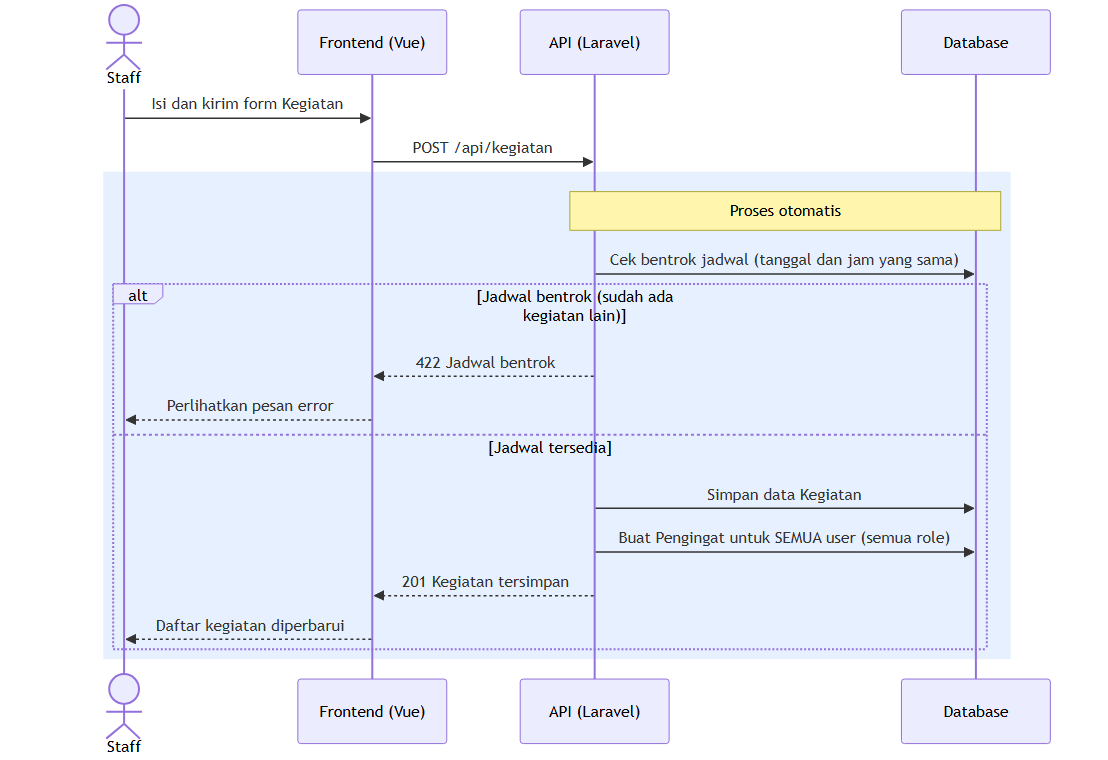 Staff
Frontend (Vue)
API (Laravel)
Database
Isi dan kirim form Kegiatan
POST /api/kegiatan
Proses otomatis
Cek bentrok jadwal (tanggal dan jam yang sama)
alt
[Jadwal bentrok (sudah ada
kegiatan lain)]
422 Jadwal bentrok
Perlihatkan pesan error
[Jadwal tersedia]
Simpan data Kegiatan
Buat Pengingat untuk SEMUA user (semua role)
201 Kegiatan tersimpan
Daftar kegiatan diperbarui
Staff
Frontend (Vue)
API (Laravel)
Database